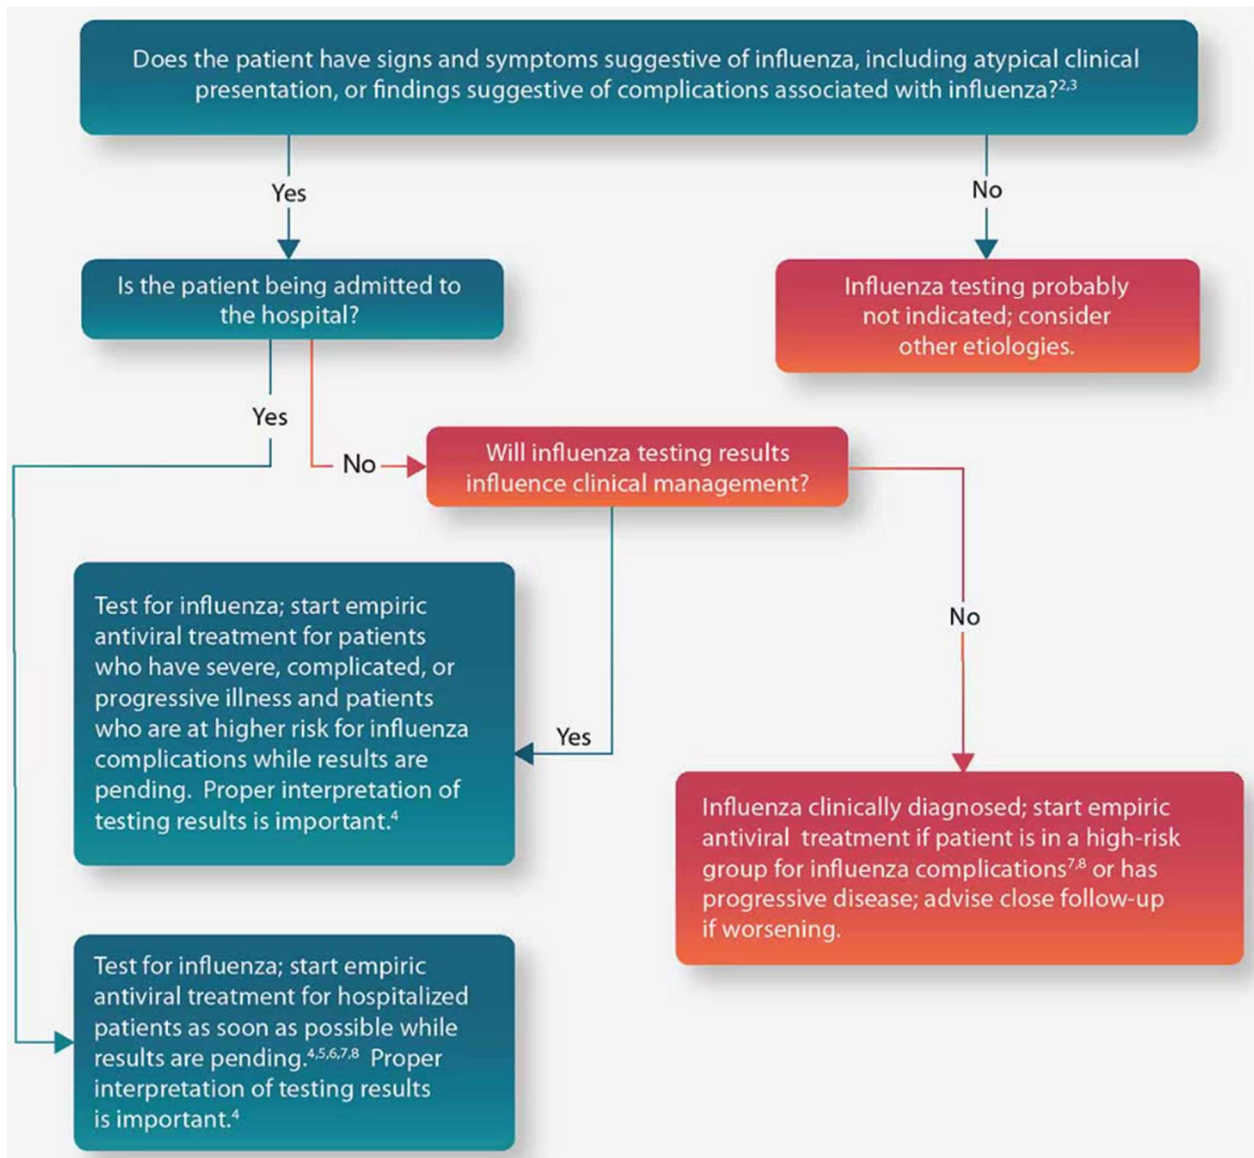 Does the patient have signs and symptoms suggestive of influenza, including atypical clinical
presentation, or findings suggestive of complications associated with influenza?2,3
Yes
No
Is the patient being admitted to
the hospital?
Influenza testing probably
not indicated; consider
other etiologies.
Yes
No
Will influenza testing results
influence clinical management?
Test for influenza; start empiric
antiviral treatment for patients
who have severe, complicated, or
progressive illness and patients
who are at higher risk for influenza
complications while results are
pending. Proper interpretation of
testing results is important.4
Yes
No
Influenza clinically diagnosed; start empiric
antiviral treatment if patient is in a high-risk
group for influenza complications7,8 or has
progressive disease; advise close follow-up
if worsening.
Test for influenza; start empiric
antiviral treatment for hospitalized
patients as soon as possible while
results are pending.4,5,6,7,8 Proper
interpretation of testing results
is important.4